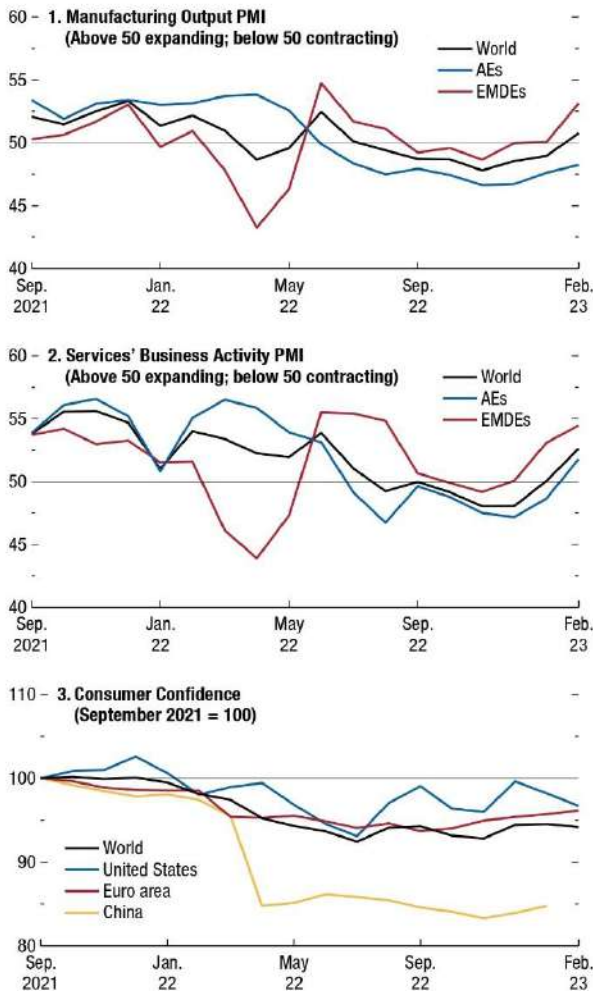 1. Manufacturing Output PMI
(Above 50 expanding; below 50 contracting)
World
AEs
EMDEs
60
55
50
45
40
Sep.
2021
Jan.
22
May
22
Sep.
22
Feb.
23
2. Services' Business Activity PMI
(Above 50 expanding; below 50 contracting)
World
AEs
EMDEs
60
55
50
45
40
Sep.
2021
Jan.
22
May
22
Sep.
22
Feb.
23
3. Consumer Confidence
(September 2021 = 100)
110
100
90
80
World
United States
Euro area
China
Sep.
2021
Jan.
22
May
22
Sep.
22
Feb.
23